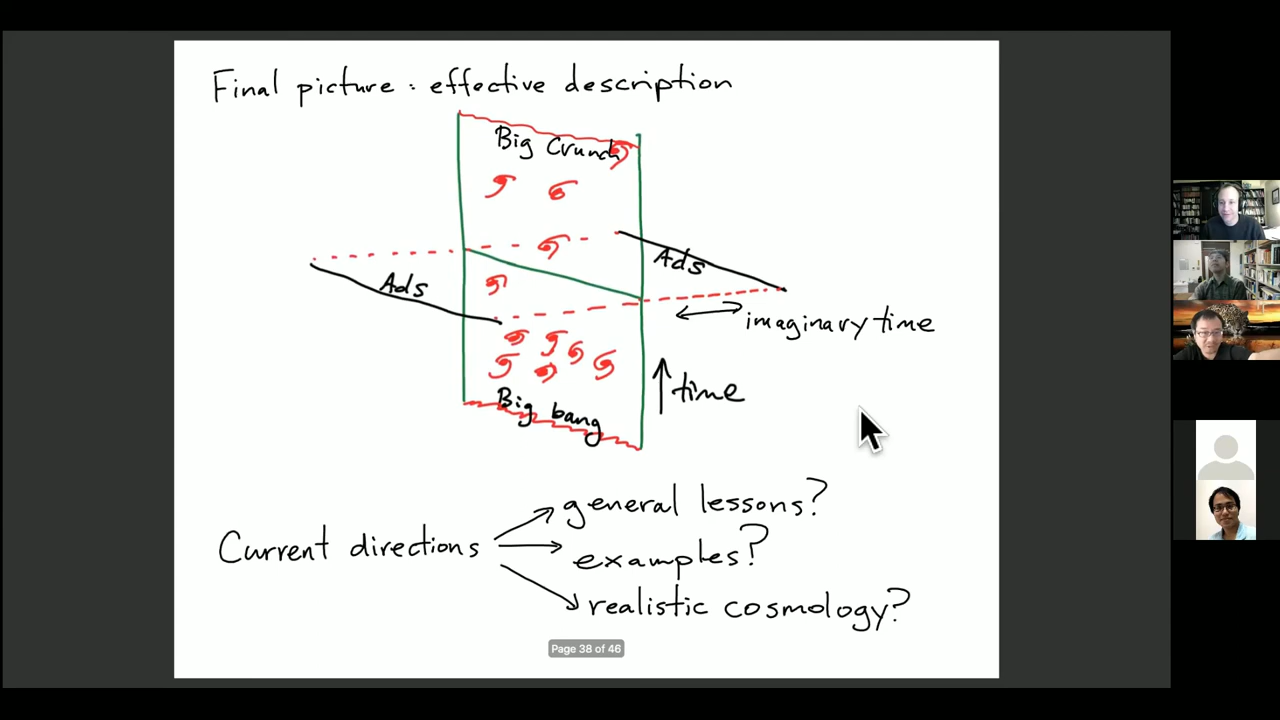 Final picture : effective description
Big Crunch
Ads
Ads
imaginary time
time
Big bang
general lessons?
Current directions
examples?
realistic cosmology?
Page 38 of 46